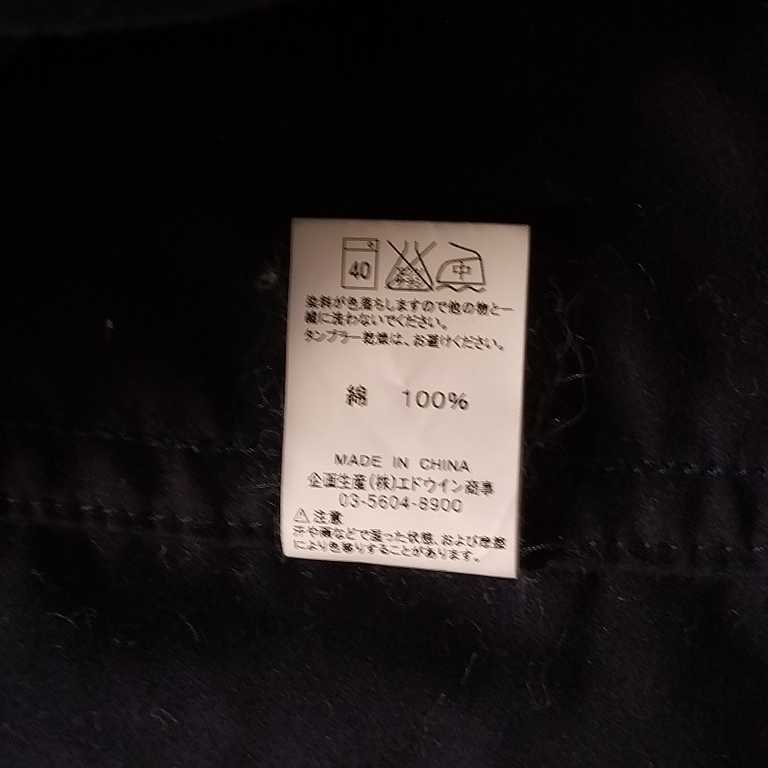 40 中
染料が色落ちしますので他の物と一
緒に洗わないでください。
タンブラー乾燥は、お避けください。
綿 100%
MADE IN CHINA
企画生産(株)エドウイン商事
03-5604-8900
注意
汗や雨などで湿った状態、および摩擦
により色移りすることがあります。